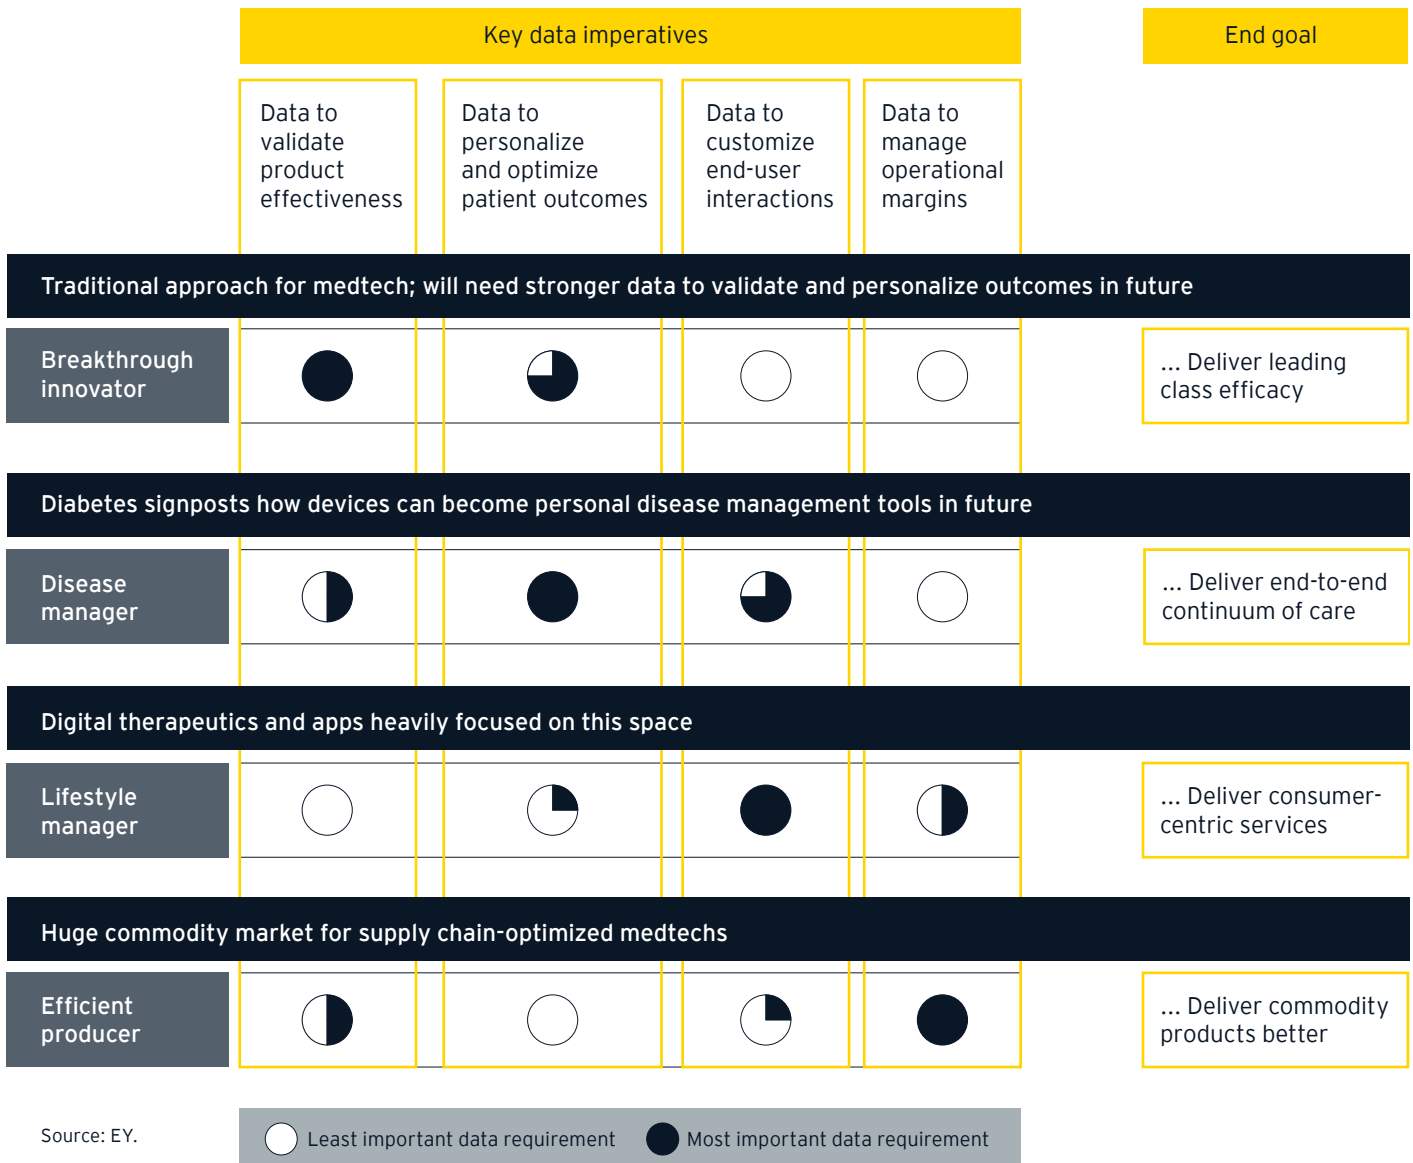 Key data imperatives
End goal
Data to
validate
product
effectiveness
Data to
personalize
and optimize
patient outcomes
Data to
customize
end-user
interactions
Data to
manage
operational
margins
Traditional approach for medtech; will need stronger data to validate and personalize outcomes in future
Breakthrough
innovator
... Deliver leading
class efficacy
Diabetes signposts how devices can become personal disease management tools in future
Disease
manager
... Deliver end-to-end
continuum of care
Digital therapeutics and apps heavily focused on this space
Lifestyle
manager
... Deliver consumer-
centric services
Huge commodity market for supply chain-optimized medtechs
Efficient
producer
... Deliver commodity
products better
Source: EY.
Least important data requirement
Most important data requirement